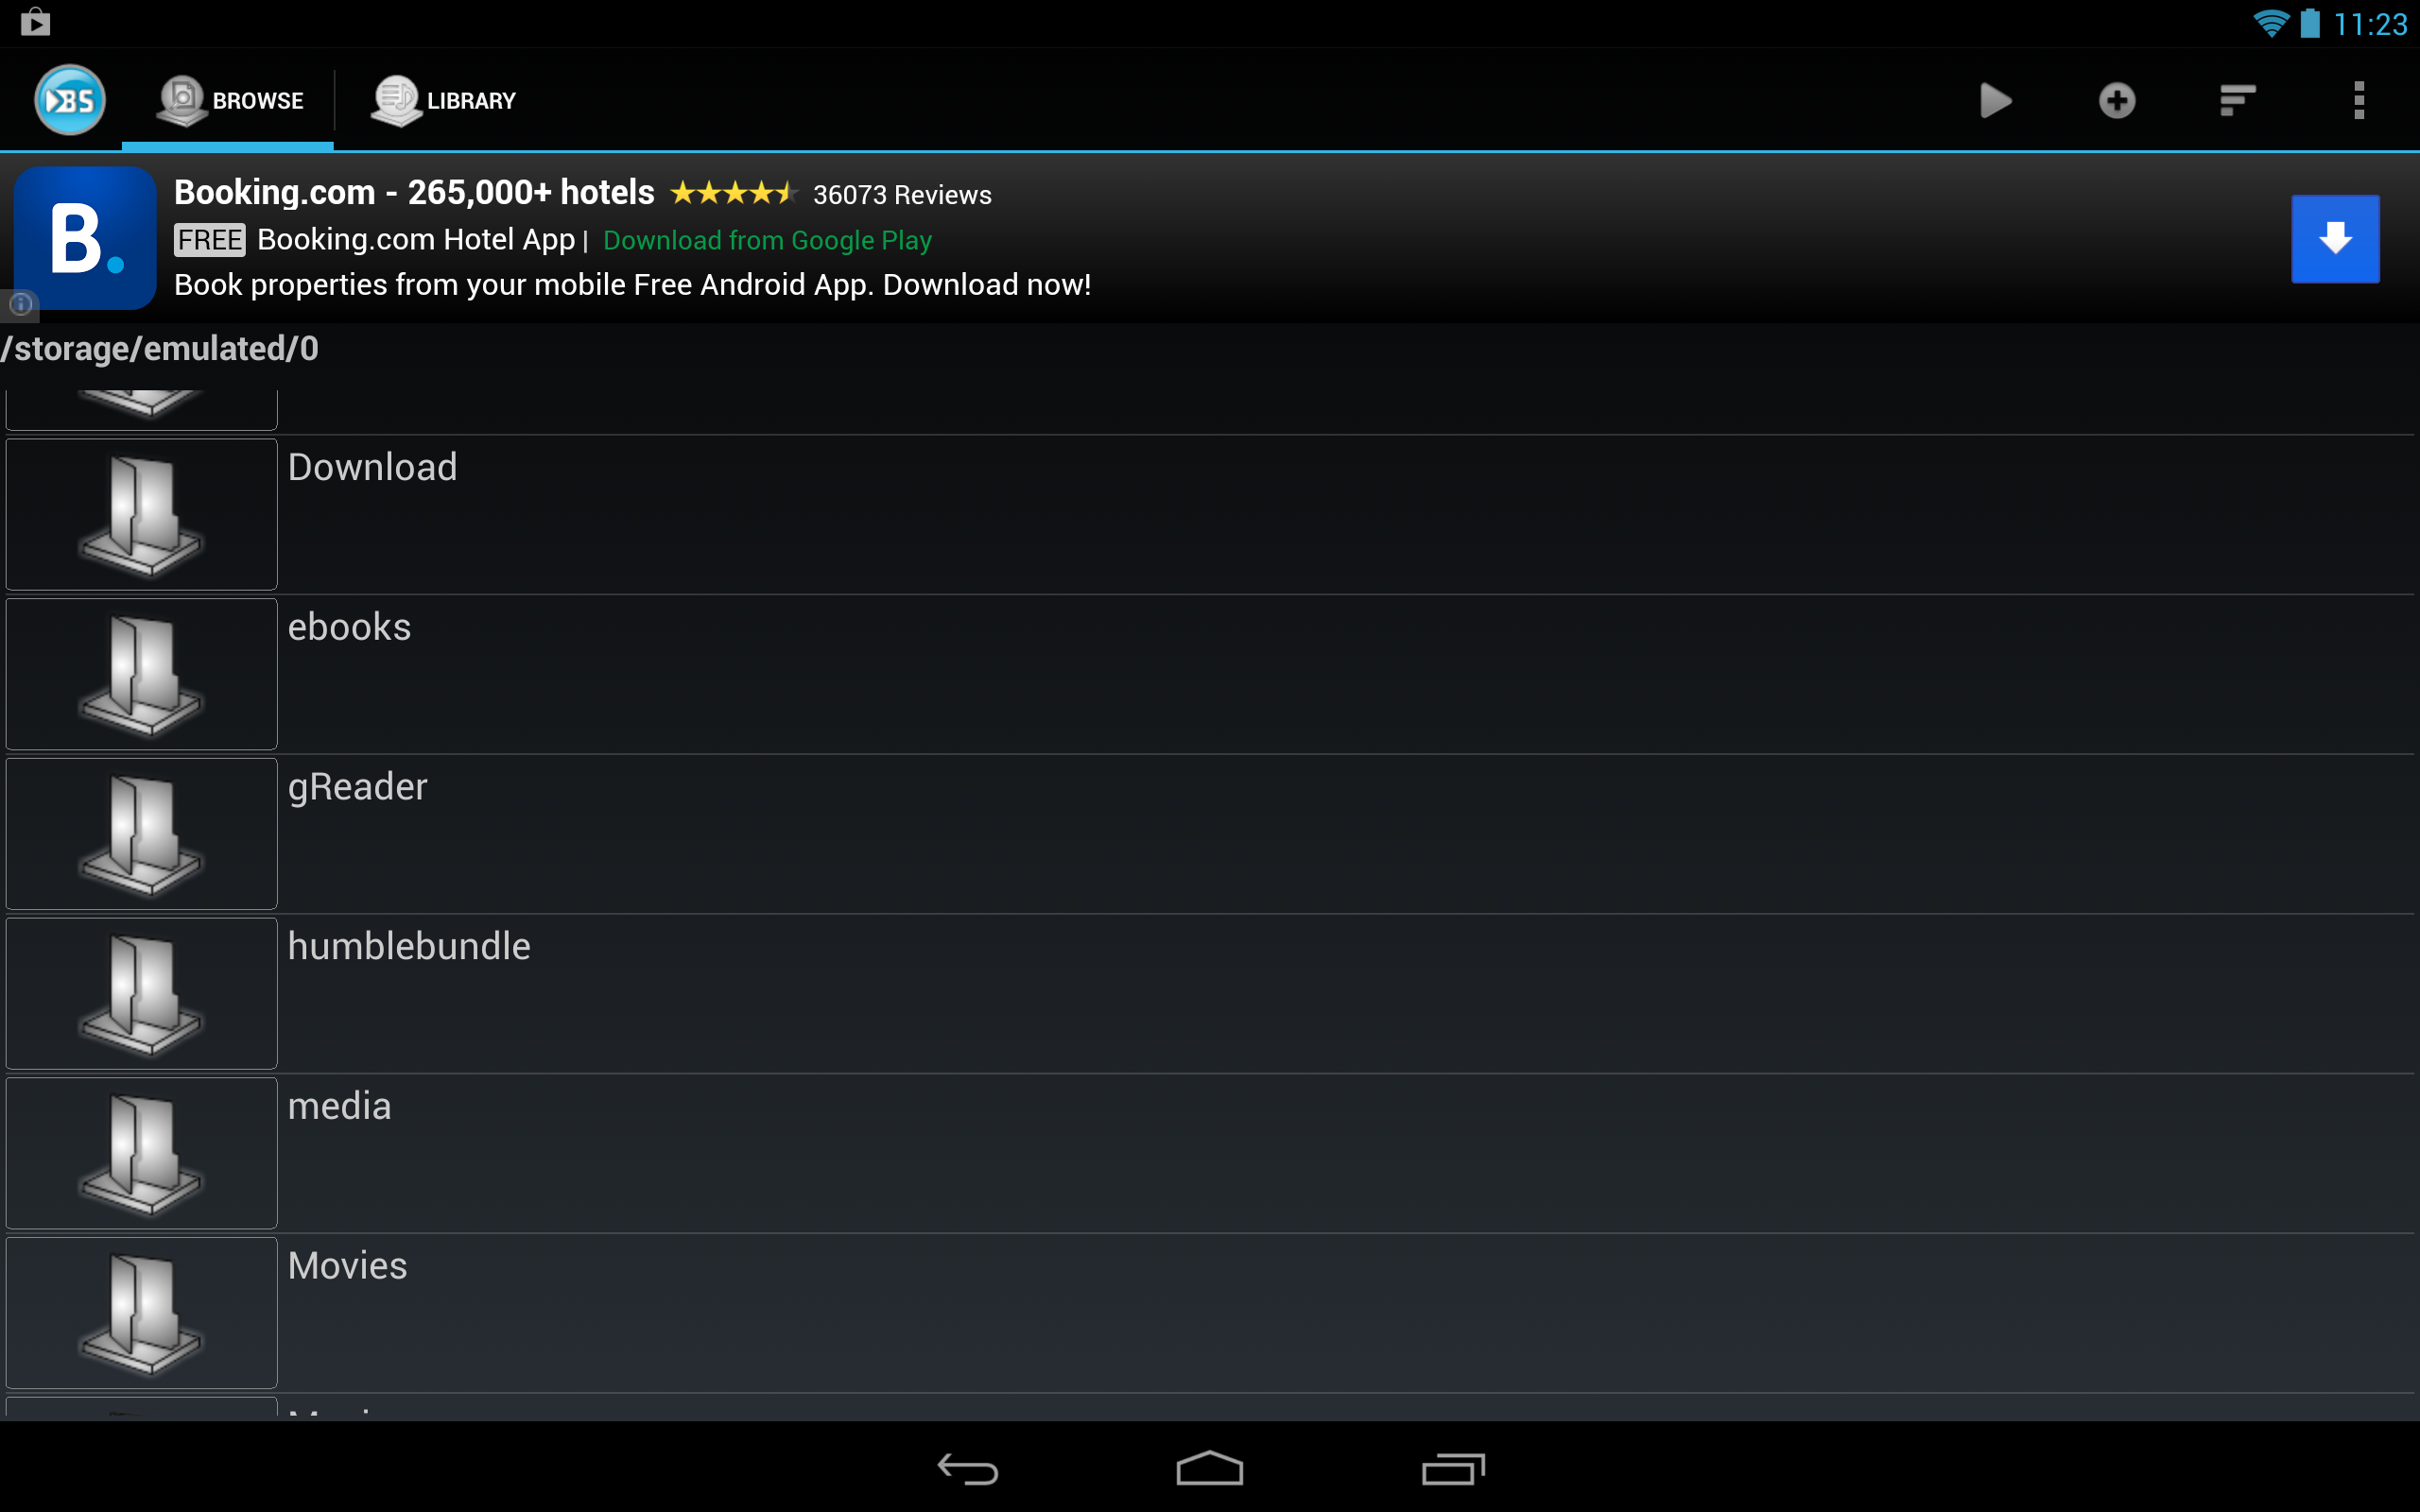 11:23
BS BROWSE LIBRARY
Booking.com - 265,000+ hotels 36073 Reviews
B.
FREE Booking.com Hotel App | Download from Google Play
Book properties from your mobile Free Android App. Download now!
/storage/emulated/0
Download
ebooks
gReader
humblebundle
media
Movies